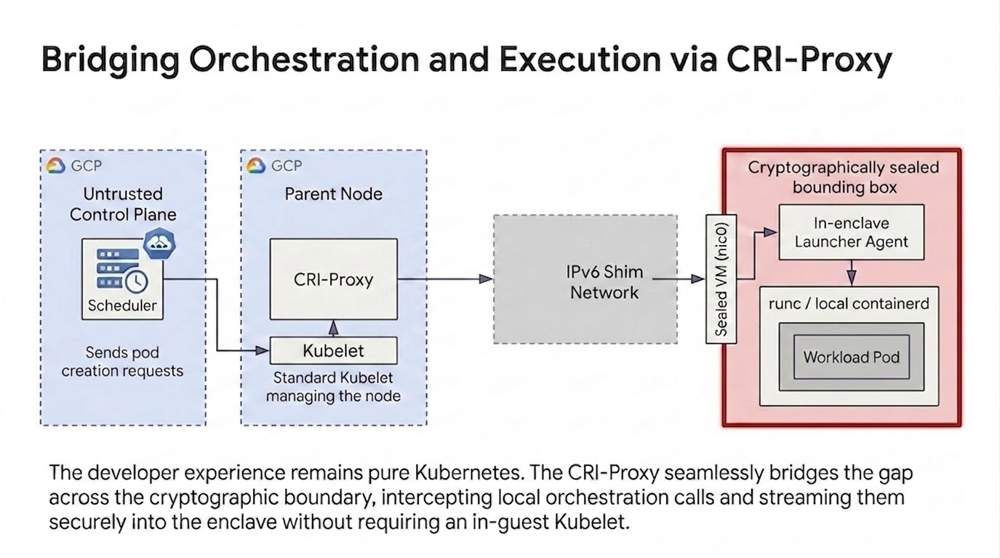 Bridging Orchestration and Execution via CRI-Proxy
GCP
Untrusted
Control Plane
Scheduler
Sends pod
creation requests
GCP
Parent Node
CRI-Proxy
Kubelet
Standard Kubelet
managing the node
IPv6 Shim
Network
Sealed VM (nic0)
Cryptographically sealed
bounding box
In-enclave
Launcher Agent
runc / local containerd
Workload Pod
The developer experience remains pure Kubernetes. The CRI-Proxy seamlessly bridges the gap
across the cryptographic boundary, intercepting local orchestration calls and streaming them
securely into the enclave without requiring an in-guest Kubelet.